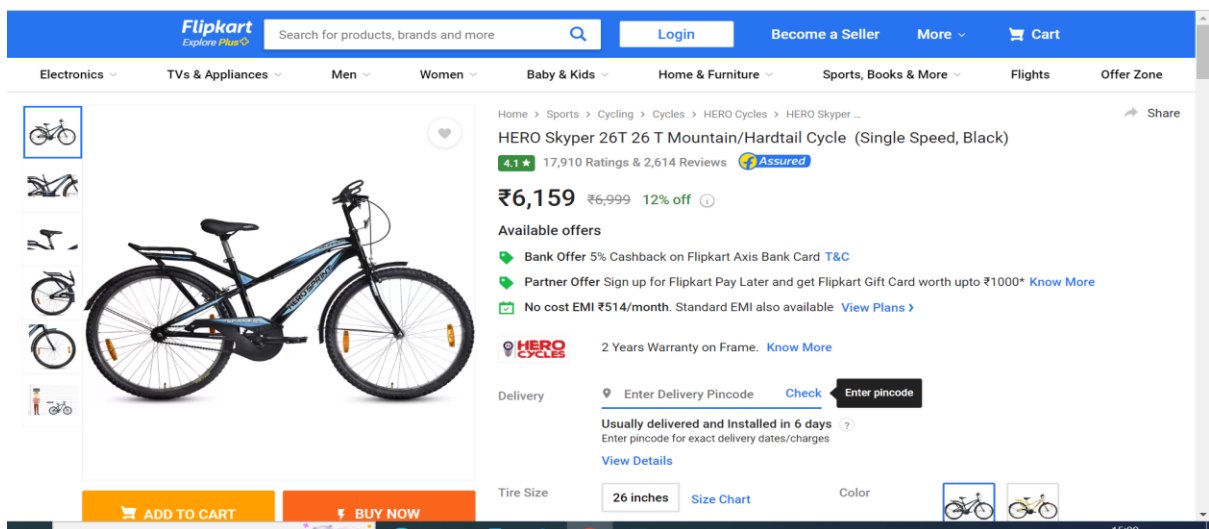 Flipkart
Explore Plus
Search for products, brands and more
Login
Become a Seller
More
Cart
Electronics
TVs & Appliances
Men
Women
Baby & Kids
Home & Furniture
Sports, Books & More
Flights
Offer Zone
Home > Sports > Cycling > Cycles > HERO Cycles > HERO Skyper ...
Share
HERO Skyper 26T 26 T Mountain/Hardtail Cycle (Single Speed, Black)
4.1 ★ 17,910 Ratings & 2,614 Reviews Assured
₹6,159 ₹6,999 12% off
Available offers
Bank Offer 5% Cashback on Flipkart Axis Bank Card T&C
Partner Offer Sign up for Flipkart Pay Later and get Flipkart Gift Card worth upto ₹1000* Know More
No cost EMI ₹514/month. Standard EMI also available View Plans >
HERO
CYCLES
2 Years Warranty on Frame. Know More
Delivery
Enter Delivery Pincode
Check
Enter pincode
Usually delivered and Installed in 6 days ?
Enter pincode for exact delivery dates/charges
View Details
Tire Size
26 inches
Size Chart
Color
HERO SPRINT
ADD TO CART
BUY NOW